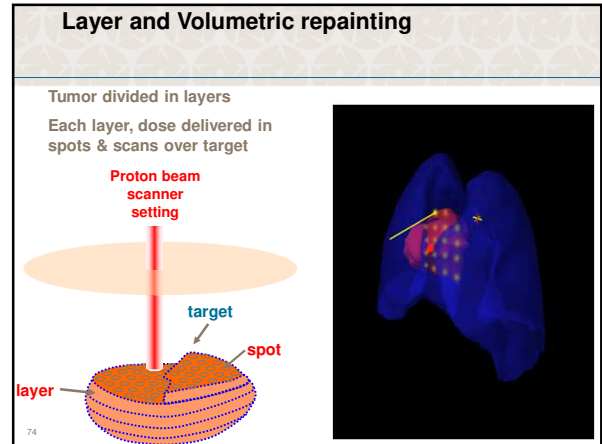 Layer and Volumetric repainting
Tumor divided in layers
Each layer, dose delivered in
spots & scans over target
Proton beam
scanner
setting
target
spot
layer
74